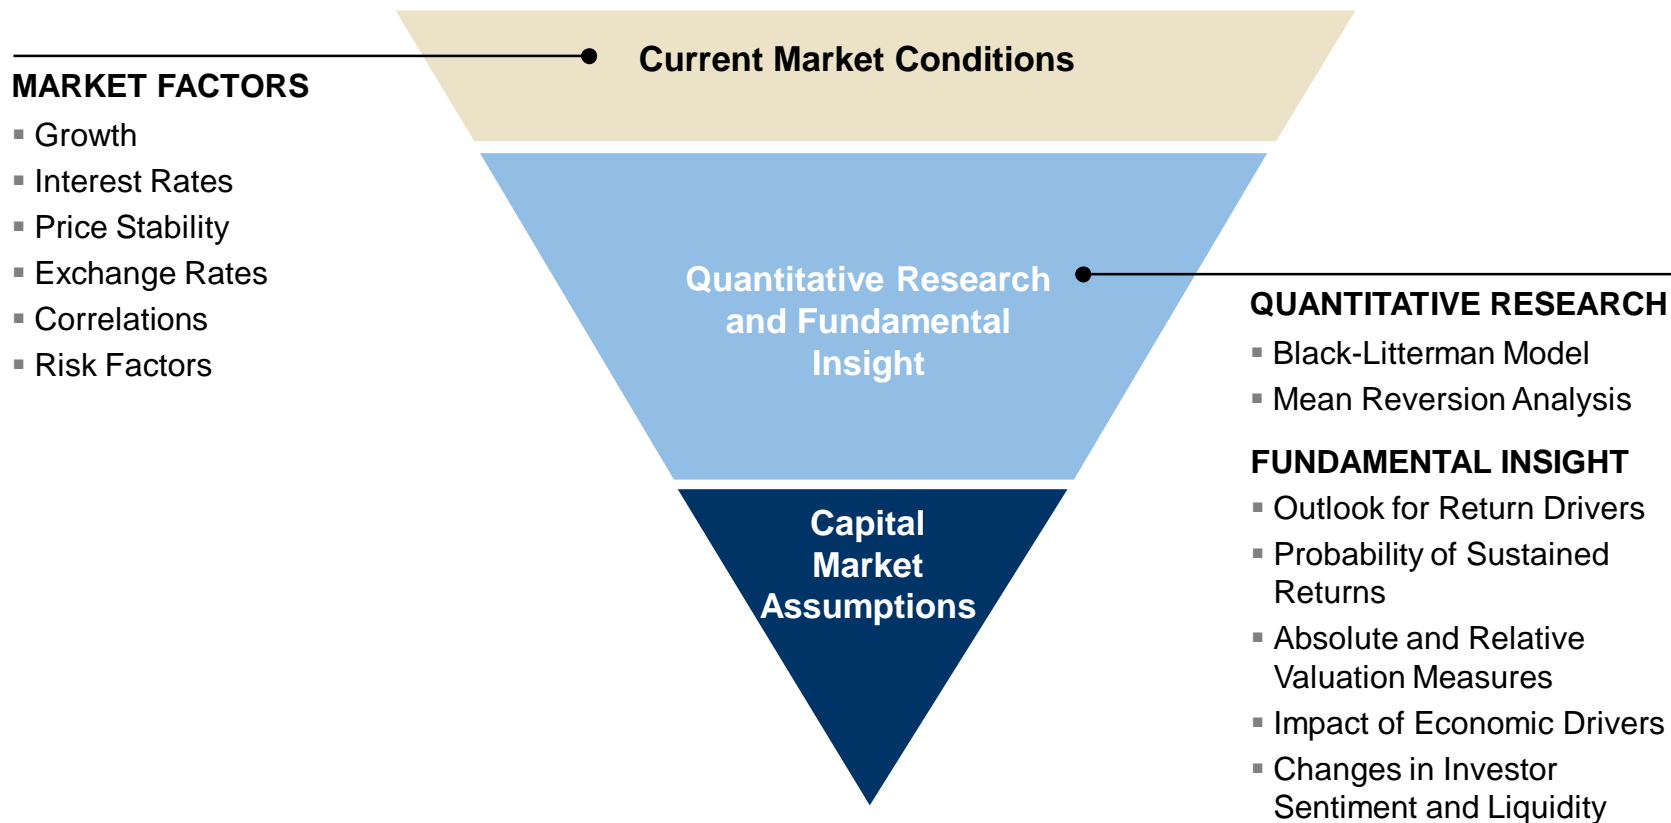 Current Market Conditions
MARKET FACTORS
▪ Growth
▪ Interest Rates
▪ Price Stability
▪ Exchange Rates
▪ Correlations
▪ Risk Factors
Quantitative Research
and Fundamental
Insight
QUANTITATIVE RESEARCH
▪ Black-Litterman Model
▪ Mean Reversion Analysis
FUNDAMENTAL INSIGHT
▪ Outlook for Return Drivers
▪ Probability of Sustained
Returns
▪ Absolute and Relative
Valuation Measures
▪ Impact of Economic Drivers
▪ Changes in Investor
Sentiment and Liquidity
Capital
Market
Assumptions